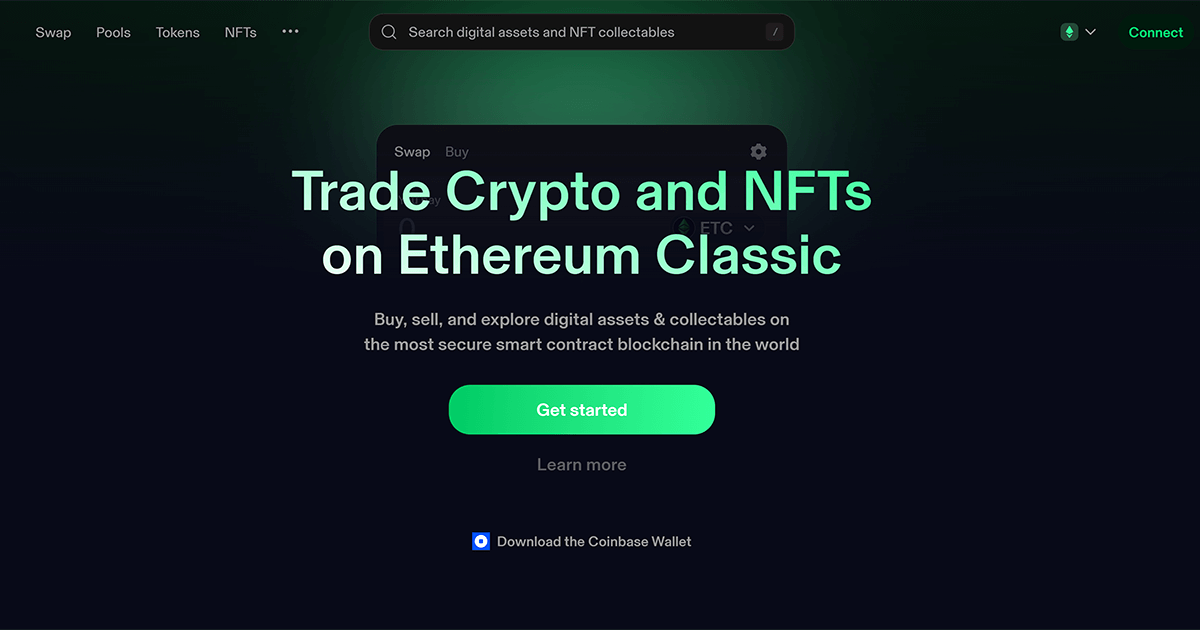 Swap Pools Tokens NFTs ••• Search digital assets and NFT collectables / Connect
Swap Buy
Trade Crypto and NFTs
0 ETC
on Ethereum Classic
Buy, sell, and explore digital assets & collectables on
the most secure smart contract blockchain in the world
Get started
Learn more
Download the Coinbase Wallet